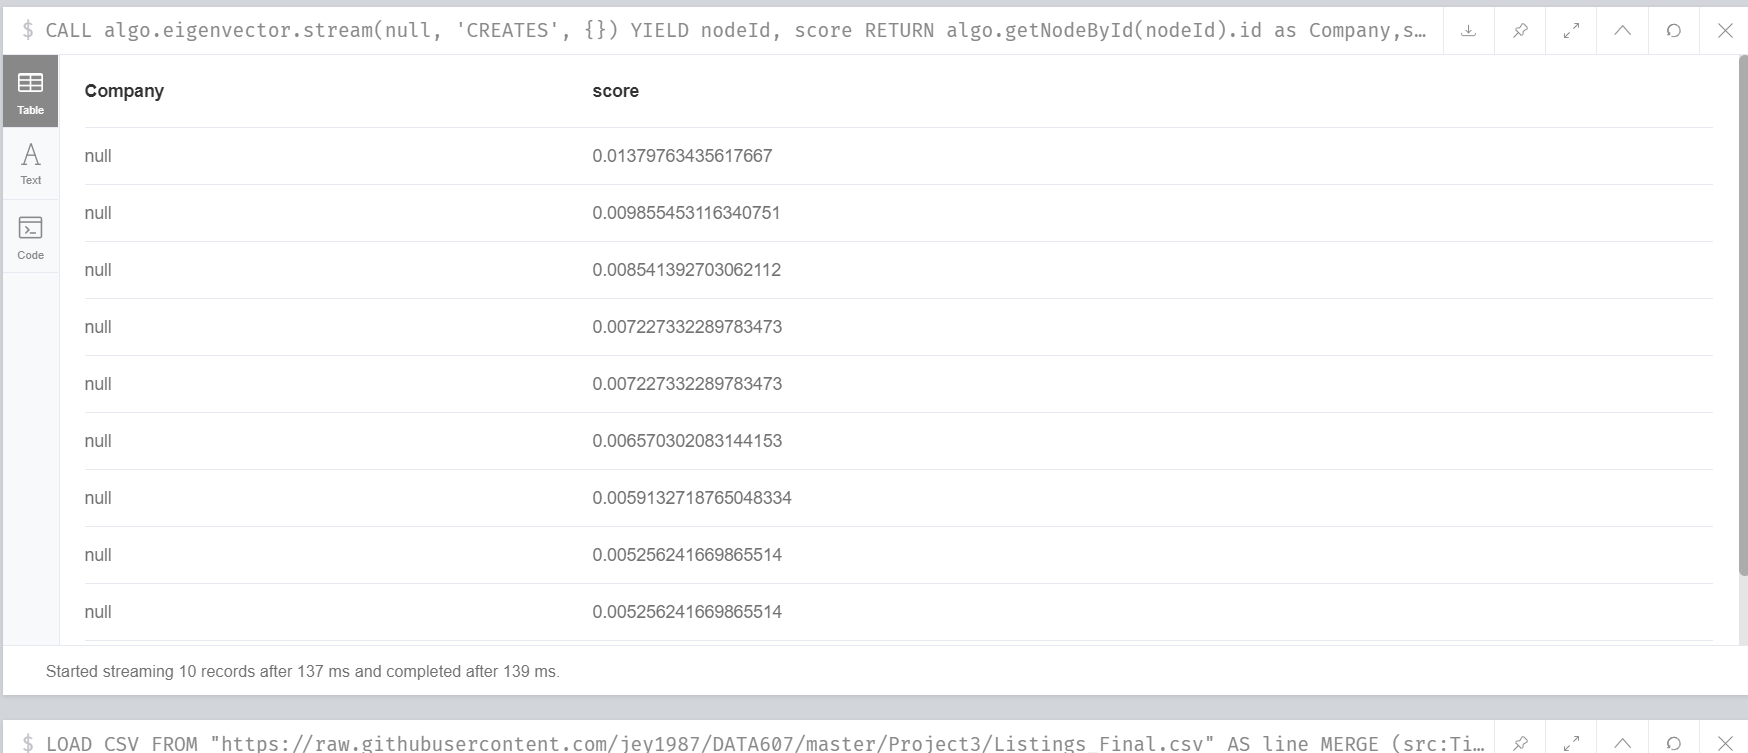 $ CALL algo.eigenvector.stream(null, 'CREATES', {}) YIELD nodeId, score RETURN algo.getNodeById(nodeId).id as Company,s…
Table
Text
Code
Company score
null 0.01379763435617667
null 0.009855453116340751
null 0.008541392703062112
null 0.007227332289783473
null 0.007227332289783473
null 0.006570302083144153
null 0.0059132718765048334
null 0.005256241669865514
null 0.005256241669865514
Started streaming 10 records after 137 ms and completed after 139 ms.
$ LOAD CSV FROM "https://raw.githubusercontent.com/jey1987/DATA607/master/Project3/Listings_Final.csv" AS line MERGE (src:Ti…